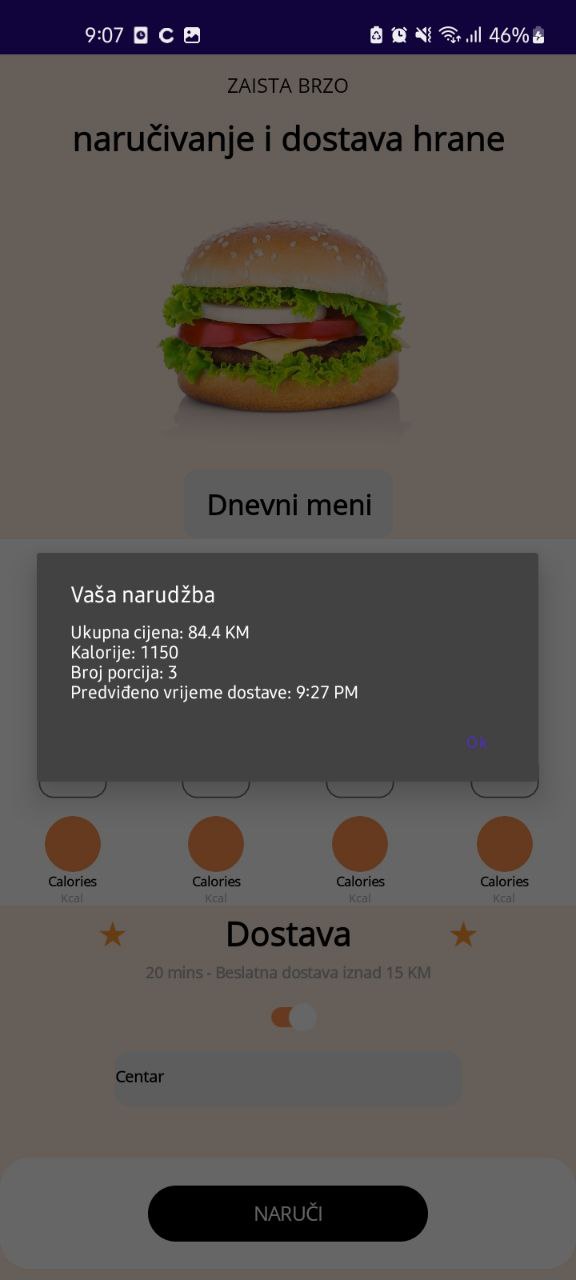 9:07
46%
ZAISTA BRZO
naručivanje i dostava hrane
Dnevni meni
Vaša narudžba
Ukupna cijena: 84.4 KM
Kalorije: 1150
Broj porcija: 3
Predviđeno vrijeme dostave: 9:27 PM
Ok
Calories Calories Calories Calories
Kcal Kcal Kcal Kcal
Dostava
20 mins - Beslatna dostava iznad 15 KM
Centar
NARUČI